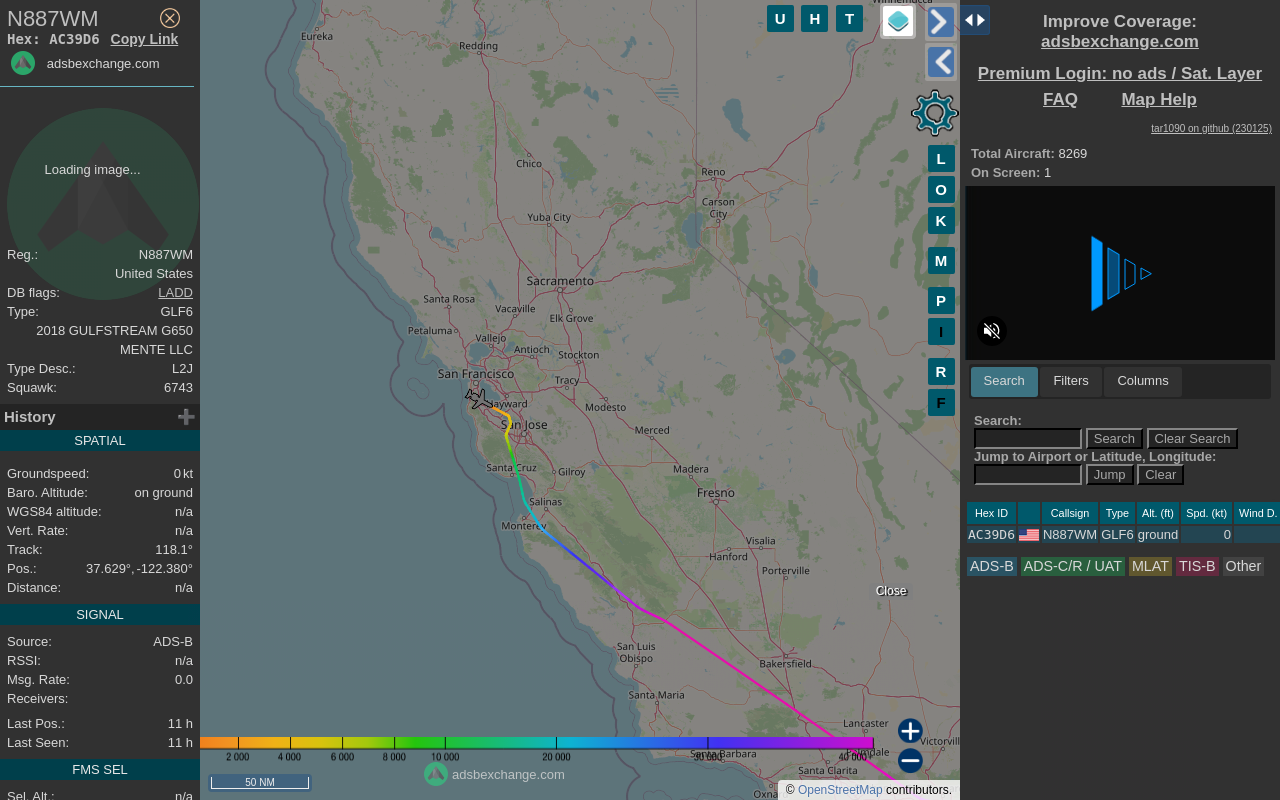 N887WM
Hex: AC39D6 Copy Link
adsbexchange.com
Loading image...
Reg.: N887WM
United States
DB flags: LADD
Type: GLF6
2018 GULFSTREAM G650
MENTE LLC
Type Desc.: L2J
Squawk: 6743
History
SPATIAL
Groundspeed: 0 kt
Baro. Altitude: on ground
WGS84 altitude: n/a
Vert. Rate: n/a
Track: 118.1°
Pos.: 37.629°, -122.380°
Distance: n/a
SIGNAL
Source: ADS-B
RSSI: n/a
Msg. Rate: 0.0
Receivers:
Last Pos.: 11 h
Last Seen: 11 h
FMS SEL
Sel. Alt.: n/a
U H T
L
O
K
M
P
I
R
F
Winnemucca
Eureka
Redding
Chico
Reno
Carson
City
Yuba City
Sacramento
Santa Rosa
Vacaville
Elk Grove
Petaluma
Vallejo
Antioch
Stockton
San Francisco
Tracy
Hayward
Modesto
San Jose
Merced
Santa Cruz
Gilroy
Madera
Salinas
Fresno
Monterey
Visalia
Hanford
Porterville
Close
San Luis
Obispo
Bakersfield
Santa Maria
Lancaster
Victorvill
Santa Barbara
Palmdale
Santa Clarita
Oxna
2 000 4 000 6 000 8 000 10 000 20 000 30 000 40 000+
adsbexchange.com
50 NM
© OpenStreetMap contributors.
Improve Coverage:
adsbexchange.com
Premium Login: no ads / Sat. Layer
FAQ Map Help
tar1090 on github (230125)
Total Aircraft: 8269
On Screen: 1
Search Filters Columns
Search:
Search Clear Search
Jump to Airport or Latitude, Longitude:
Jump Clear
Hex ID Callsign Type Alt. (ft) Spd. (kt) Wind D.
AC39D6 N887WM GLF6 ground 0
ADS-B ADS-C/R / UAT MLAT TIS-B Other